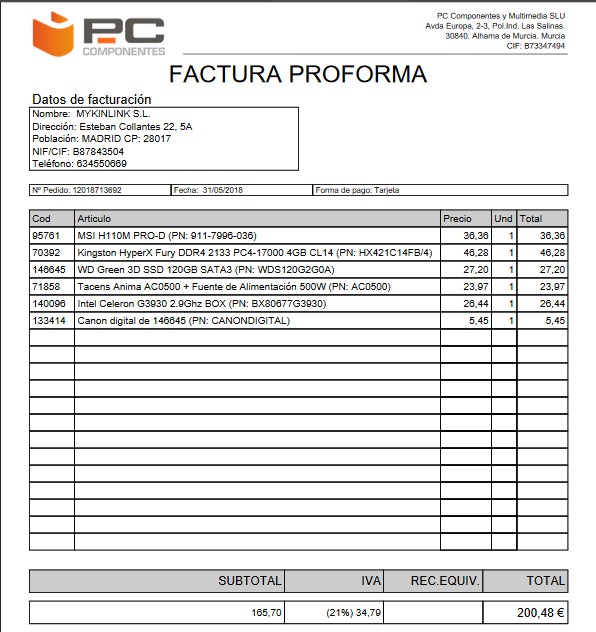 PC
COMPONENTES
PC Componentes y Multimedia SLU
Avda Europa, 2-3, Pol.Ind. Las Salinas.
30840. Alhama de Murcia. Murcia
CIF: B73347494
FACTURA PROFORMA
Datos de facturación
Nombre: MYKINLINK S.L.
Dirección: Esteban Collantes 22, 5A
Población: MADRID CP: 28017
NIF/CIF: B87843504
Teléfono: 634550669
Nº Pedido: 12018713692 Fecha: 31/05/2018 Forma de pago: Tarjeta
Cod Articulo Precio Und Total
95761 MSI H110M PRO-D (PN: 911-7996-036) 36,36 1 36,36
70392 Kingston HyperX Fury DDR4 2133 PC4-17000 4GB CL14 (PN: HX421C14FB/4) 46,28 1 46,28
146645 WD Green 3D SSD 120GB SATA3 (PN: WDS120G2G0A) 27,20 1 27,20
71858 Tacens Anima AC0500 + Fuente de Alimentación 500W (PN: AC0500) 23,97 1 23,97
140096 Intel Celeron G3930 2.9Ghz BOX (PN: BX80677G3930) 26,44 1 26,44
133414 Canon digital de 146645 (PN: CANONDIGITAL) 5,45 1 5,45
SUBTOTAL IVA REC.EQUIV. TOTAL
165,70 (21%) 34,79 200,48 €